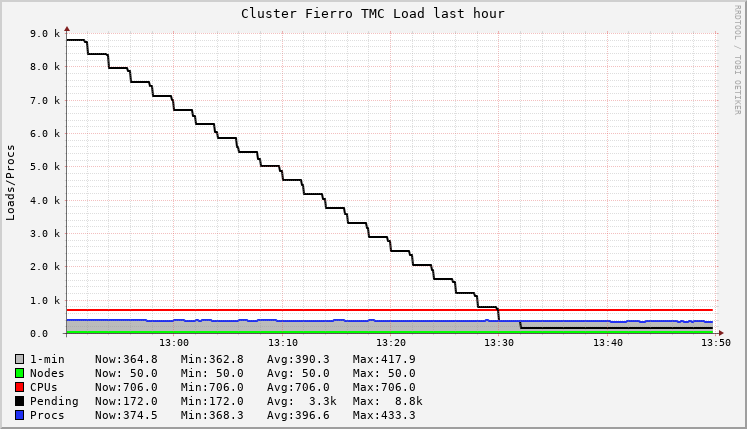 Cluster Fierro TMC Load last hour
RRDTOOL / TOBI OETIKER
Loads/Procs
9.0 k
8.0 k
7.0 k
6.0 k
5.0 k
4.0 k
3.0 k
2.0 k
1.0 k
0.0
13:00 13:10 13:20 13:30 13:40 13:50
1-min Now:364.8 Min:362.8 Avg:390.3 Max:417.9
Nodes Now: 50.0 Min: 50.0 Avg: 50.0 Max: 50.0
CPUs Now:706.0 Min:706.0 Avg:706.0 Max:706.0
Pending Now:172.0 Min:172.0 Avg: 3.3k Max: 8.8k
Procs Now:374.5 Min:368.3 Avg:396.6 Max:433.3